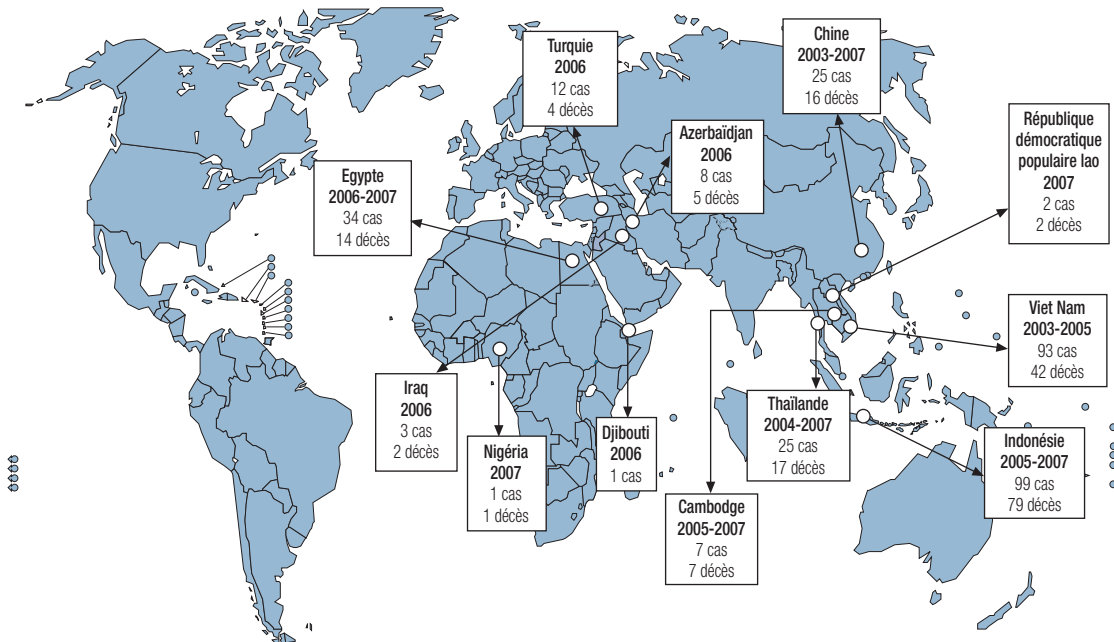 Turquie
2006
12 cas
4 décès
Chine
2003-2007
25 cas
16 décès
République
démocratique
populaire lao
2007
2 cas
2 décès
Azerbaïdjan
2006
8 cas
5 décès
Egypte
2006-2007
34 cas
14 décès
Viet Nam
2003-2005
93 cas
42 décès
Iraq
2006
3 cas
2 décès
Nigéria
2007
1 cas
1 décès
Djibouti
2006
1 cas
Thaïlande
2004-2007
25 cas
17 décès
Indonésie
2005-2007
99 cas
79 décès
Cambodge
2005-2007
7 cas
7 décès